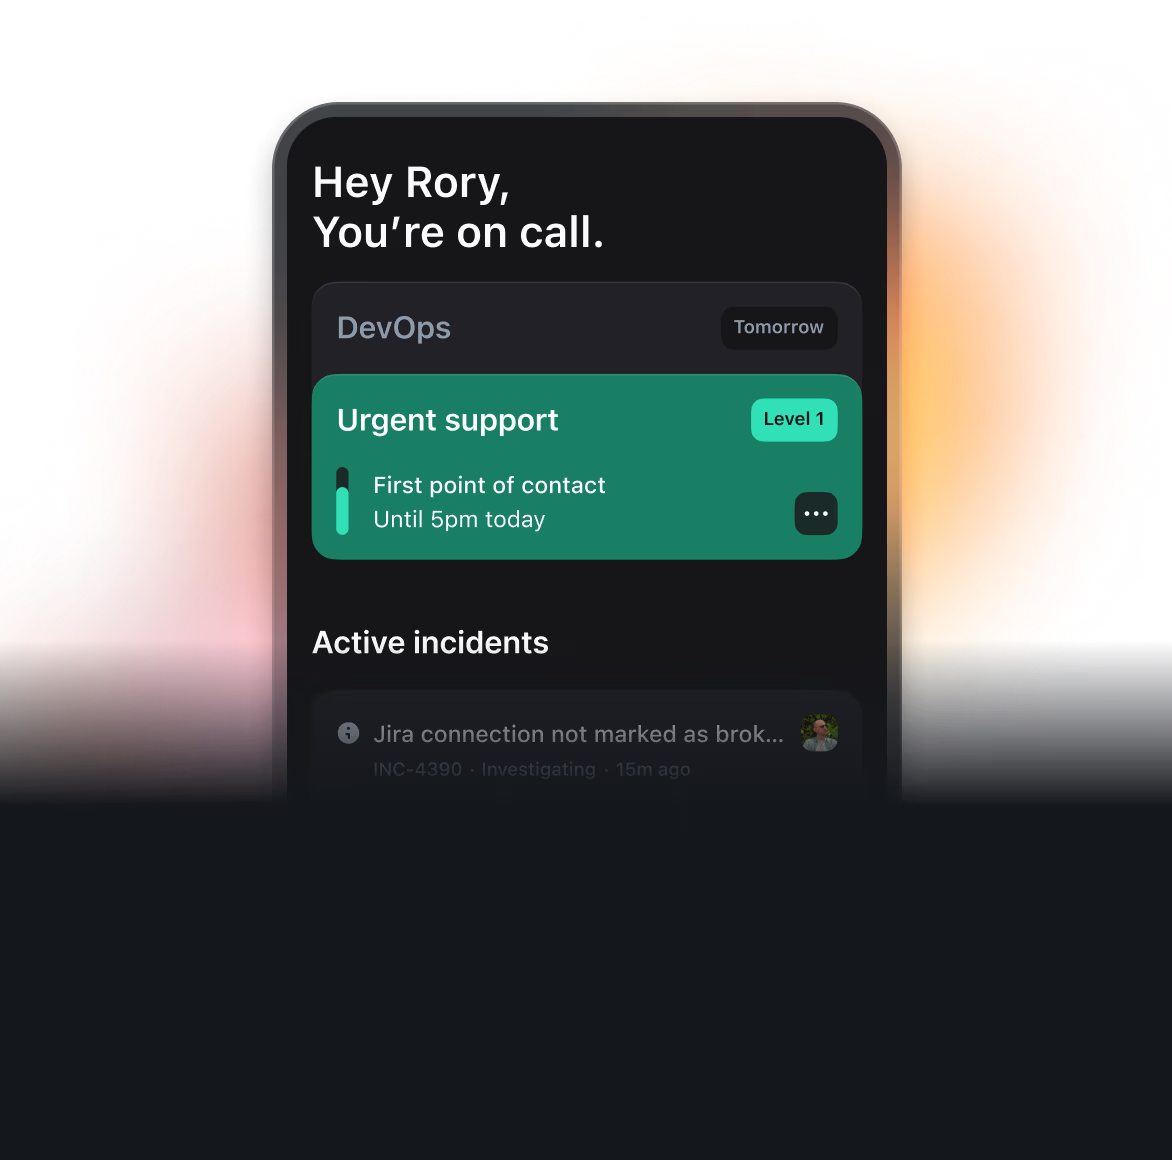 Hey Rory,
You’re on call.
DevOps
Tomorrow
Urgent support
Level 1
First point of contact
Until 5pm today
Active incidents
Jira connection not marked as brok...
INC-4390 · Investigating · 15m ago